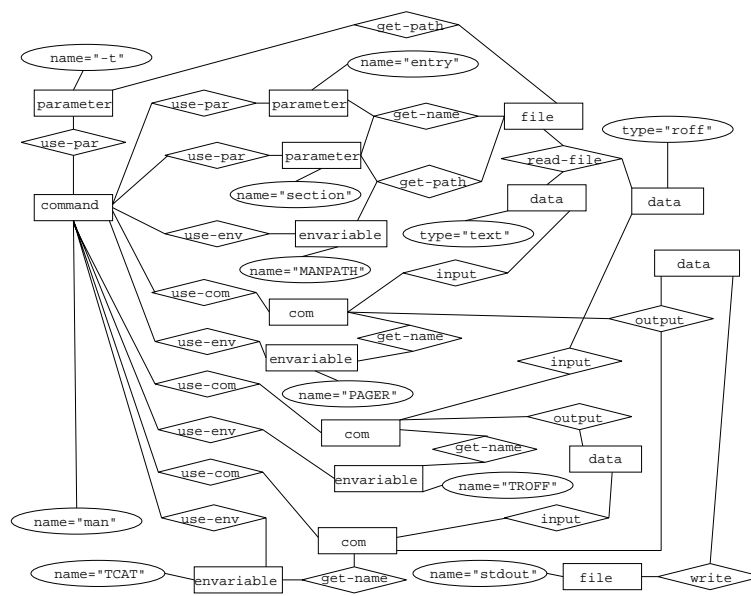 get-path
name="-t"
name="entry"
parameter
use-par
parameter
get-name
file
type="roff"
use-par
use-par
parameter
read-file
get-path
name="section"
command
data
data
use-env
envariable
type="text"
name="MANPATH"
data
input
use-com
com
output
use-env
get-name
envariable
input
use-com
name="PAGER"
output
use-env
com
get-name
data
use-com
envariable
name="TROFF"
name="man"
use-env
input
com
name="TCAT"
envariable
get-name
name="stdout"
file
write